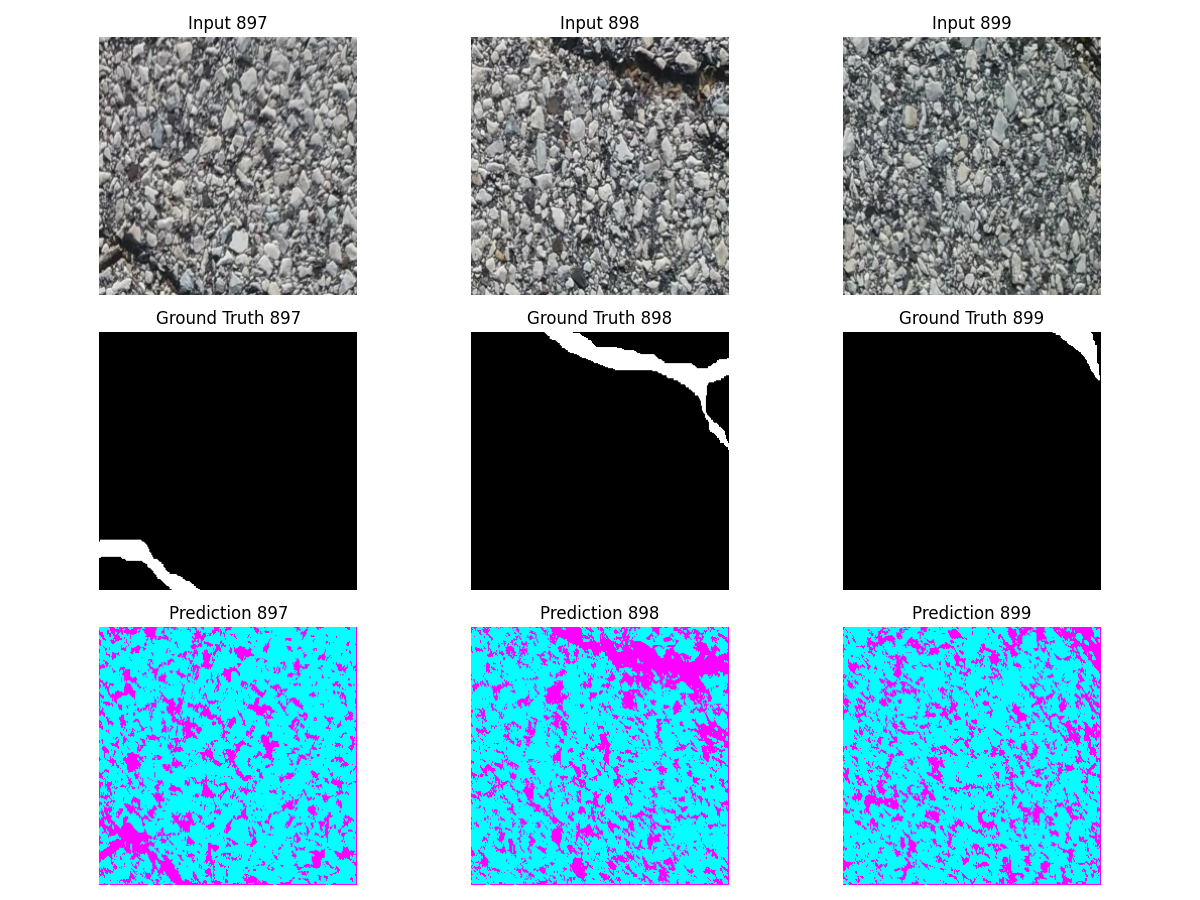 Input 897
Input 898
Input 899
Ground Truth 897
Ground Truth 898
Ground Truth 899
Prediction 897
Prediction 898
Prediction 899